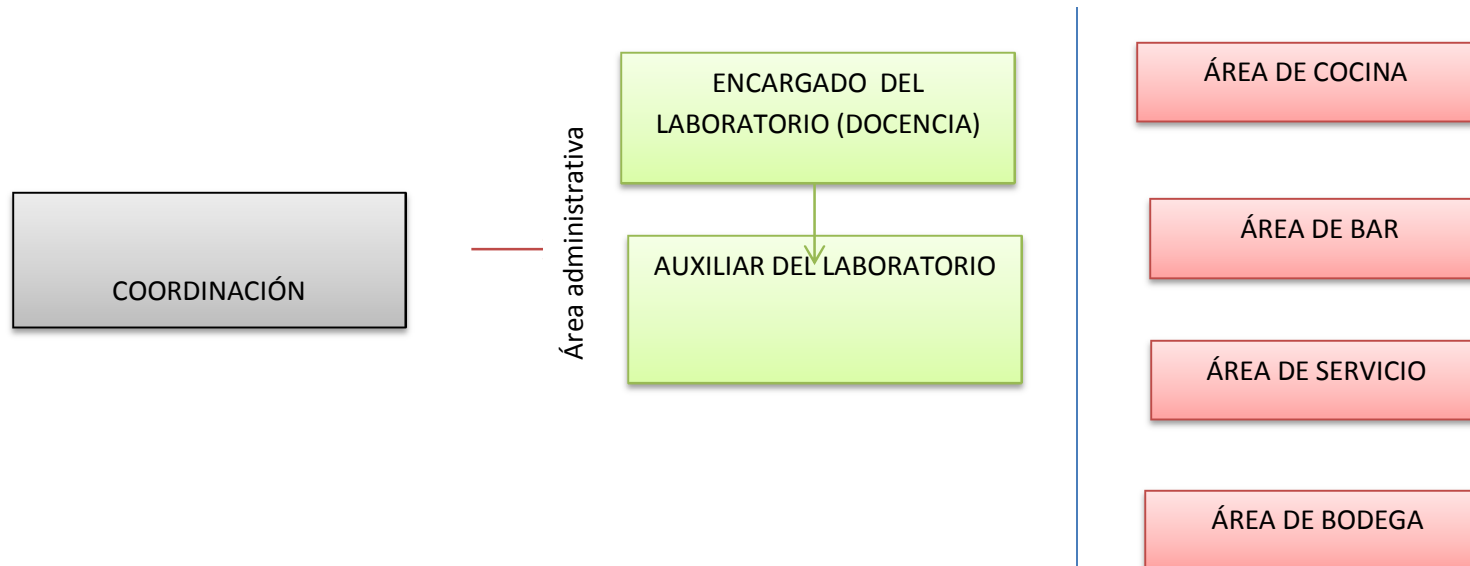 COORDINACIÓN
Área administrativa
ENCARGADO DEL
LABORATORIO (DOCENCIA)
AUXILIAR DEL LABORATORIO
ÁREA DE COCINA
ÁREA DE BAR
ÁREA DE SERVICIO
ÁREA DE BODEGA